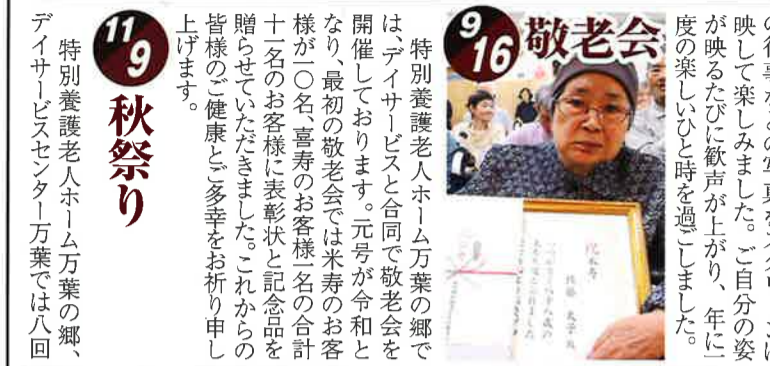 映して楽しみました。ご自分の姿
が映るたびに歓声が上がり、年に一
度の楽しいひと時を過ごしました。
9/16 敬老会
特別養護老人ホーム万葉の郷で
は、デイサービスと合同で敬老会を
開催しております。元号が令和と
なり、最初の敬老会では米寿のお客
様が一〇名、喜寿のお客様一名の合計
十一名のお客様に表彰状と記念品を
贈らせていただきました。これからの
皆様のご健康とご多幸をお祈り申し
上げます。
11/9 秋祭り
特別養護老人ホーム万葉の郷、
デイサービスセンター万葉では八回